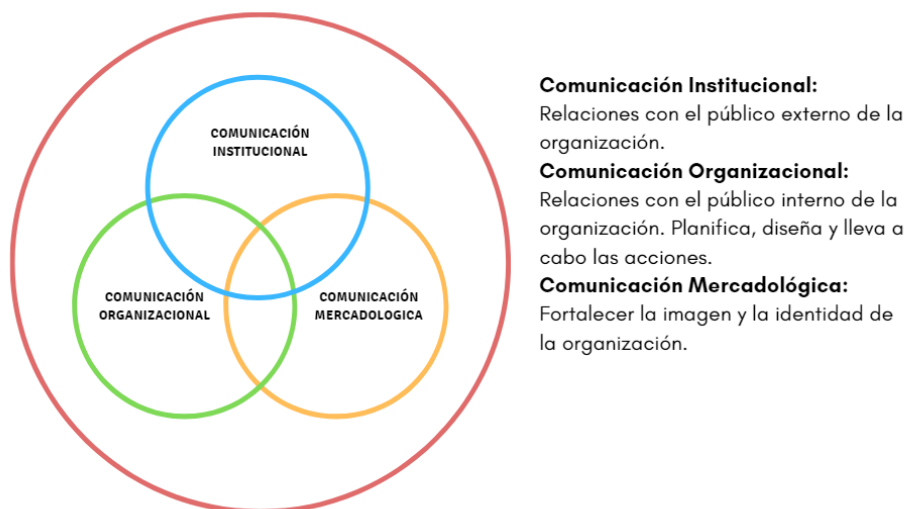 COMUNICACIÓN
INSTITUCIONAL
COMUNICACIÓN
ORGANIZACIONAL
COMUNICACIÓN
MERCADOLOGICA
Comunicación Institucional:
Relaciones con el público externo de la
organización.
Comunicación Organizacional:
Relaciones con el público interno de la
organización. Planifica, diseña y lleva a
cabo las acciones.
Comunicación Mercadológica:
Fortalecer la imagen y la identidad de
la organización.